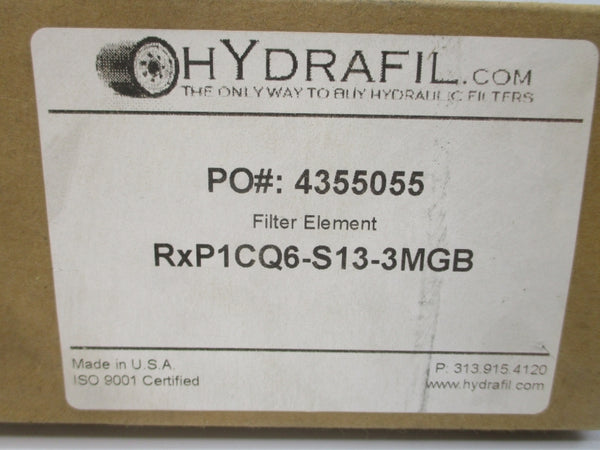 HYDRAFIL.COM
THE ONLY WAY TO BUY HYDRAULIC FILTERS
PO#: 4355055
Filter Element
RxP1CQ6-S13-3MGB
Made in U.S.A.
ISO 9001 Certified
P: 313.915.4120
www.hydrafil.com